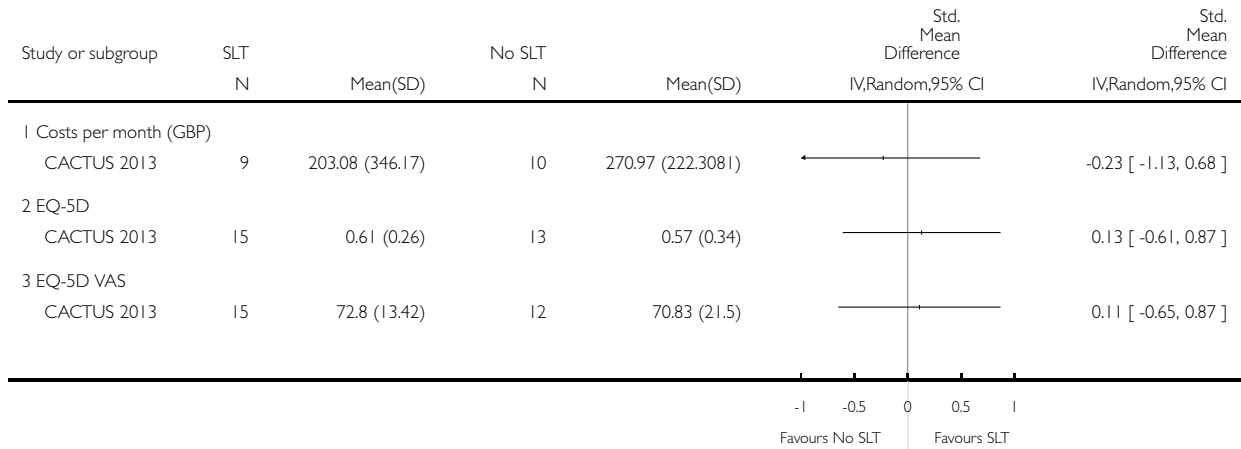 Study or subgroup SLT No SLT Std. Mean Difference Std. Mean Difference
N Mean(SD) N Mean(SD) IV,Random,95% CI IV,Random,95% CI
1 Costs per month (GBP)
CACTUS 2013 9 203.08 (346.17) 10 270.97 (222.3081) -0.23 [ -1.13, 0.68 ]
2 EQ-5D
CACTUS 2013 15 0.61 (0.26) 13 0.57 (0.34) 0.13 [ -0.61, 0.87 ]
3 EQ-5D VAS
CACTUS 2013 15 72.8 (13.42) 12 70.83 (21.5) 0.11 [ -0.65, 0.87 ]
-1 -0.5 0 0.5 1
Favours No SLT Favours SLT